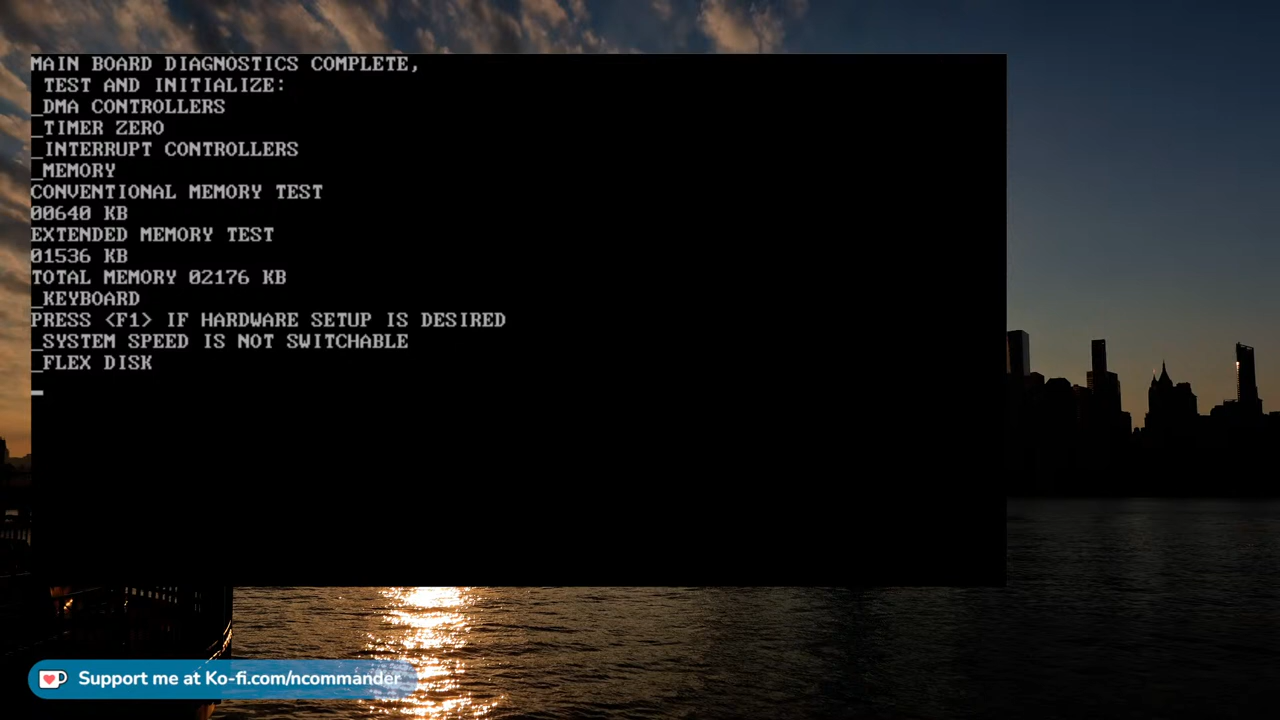 MAIN BOARD DIAGNOSTICS COMPLETE,
TEST AND INITIALIZE:
_DMA CONTROLLERS
_TIMER ZERO
_INTERRUPT CONTROLLERS
_MEMORY
CONVENTIONAL MEMORY TEST
00640 KB
EXTENDED MEMORY TEST
01536 KB
TOTAL MEMORY 02176 KB
_KEYBOARD
PRESS <F1> IF HARDWARE SETUP IS DESIRED
_SYSTEM SPEED IS NOT SWITCHABLE
_FLEX DISK
Support me at Ko-fi.com/ncommander